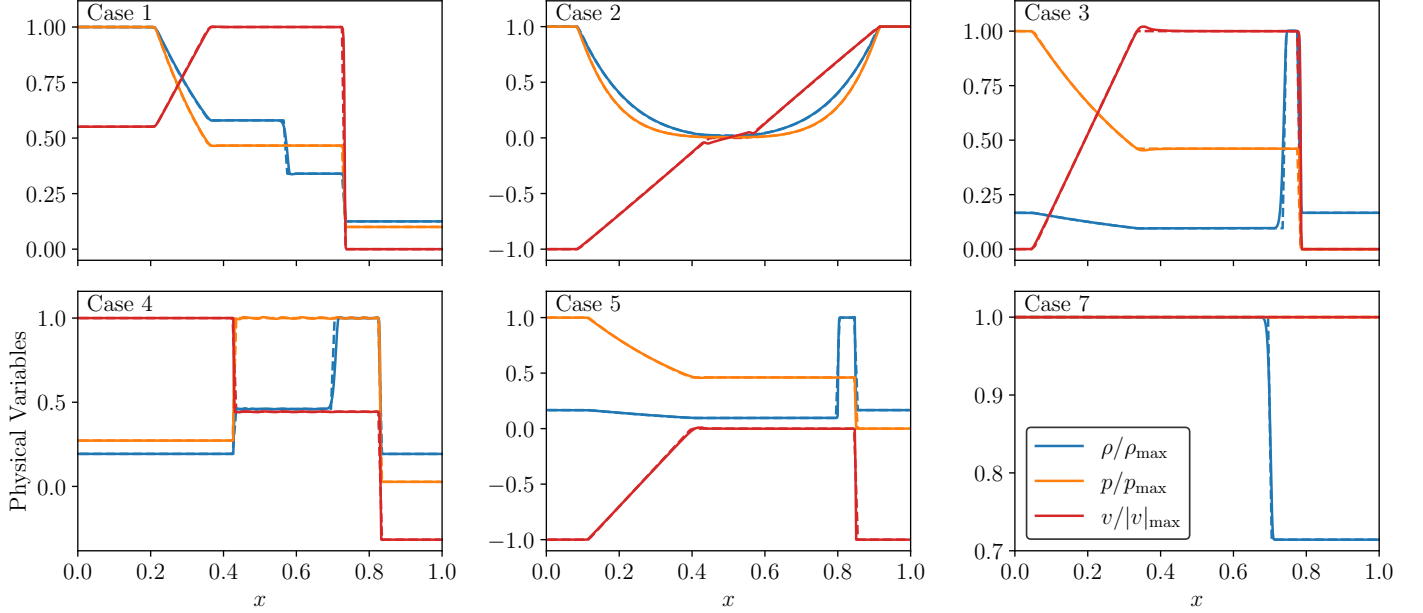 Case 1
1.00
0.75
0.50
0.25
0.00
Case 2
1.0
0.5
0.0
−0.5
−1.0
Case 3
1.00
0.75
0.50
0.25
0.00
Physical Variables
Case 4
1.0
0.5
0.0
0.0 0.2 0.4 0.6 0.8 1.0
x
Case 5
1.0
0.5
0.0
−0.5
−1.0
0.0 0.2 0.4 0.6 0.8 1.0
x
Case 7
1.0
0.9
0.8
0.7
ρ/ρmax
p/pmax
v/|v|max
0.0 0.2 0.4 0.6 0.8 1.0
x